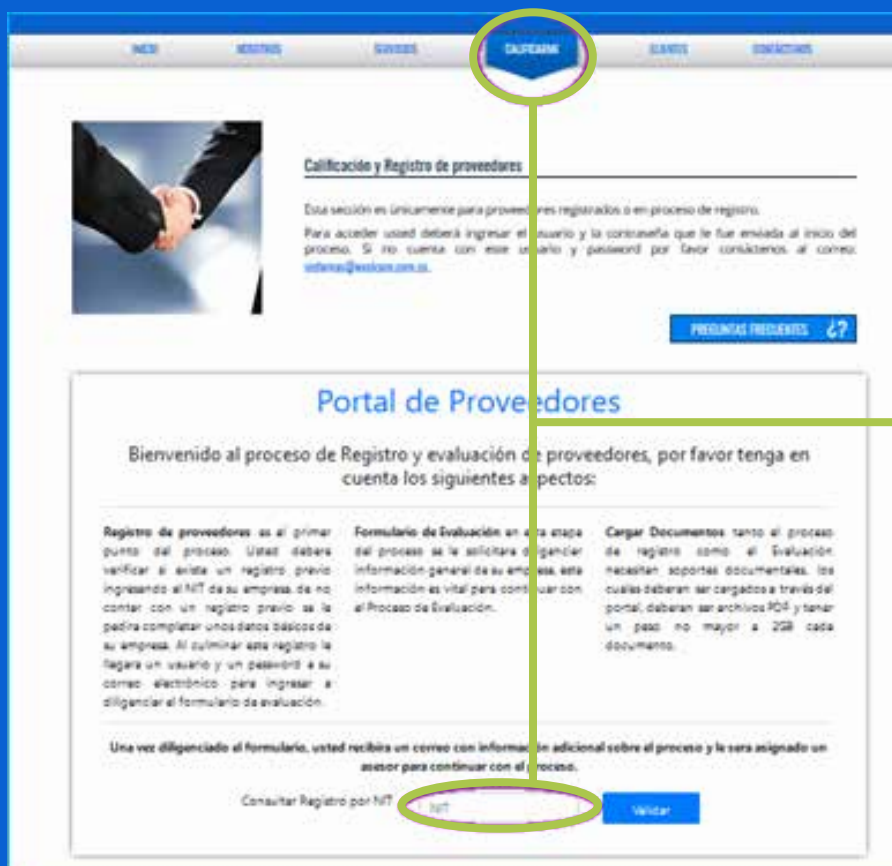 INICIO NOSOTROS SERVICIOS CALIFICARME CLIENTES CONTÁCTENOS
Calificación y Registro de proveedores
Esta sección es únicamente para proveedores registrados o en proceso de registro.
Para acceder usted deberá ingresar el usuario y la contraseña que le fue enviada al inicio del
proceso. Si no cuenta con este usuario y password por favor contáctenos al correo:
PREGUNTAS FRECUENTES ¿?
Portal de Proveedores
Bienvenido al proceso de Registro y evaluación de proveedores, por favor tenga en
cuenta los siguientes aspectos:
Registro de proveedores es el primer
punto del proceso. Usted debera
verificar si existe un registro previo
ingresando el NIT de su empresa, de no
contar con un registro previo se le
pedira completar unos datos básicos de
su empresa. Al culminar este registro le
llegara un usuario y un password a su
correo electrónico para ingresar a
diligenciar el formulario de evaluación.
Formulario de Evaluación en esta etapa
del proceso se le solicitara diligenciar
información general de su empresa, esta
información es vital para continuar con
el Proceso de Evaluación.
Cargar Documentos tanto el proceso
de registro como el Evaluación
necesitan soportes documentales, los
cuales deberan ser cargados a través del
portal, deberan ser archivos PDF y tener
un peso no mayor a 2GB cada
documento.
Una vez diligenciado el formulario, usted recibira un correo con información adicional sobre el proceso y le sera asignado un
asesor para continuar con el proceso.
Consultar Registro por NIT NIT Validar